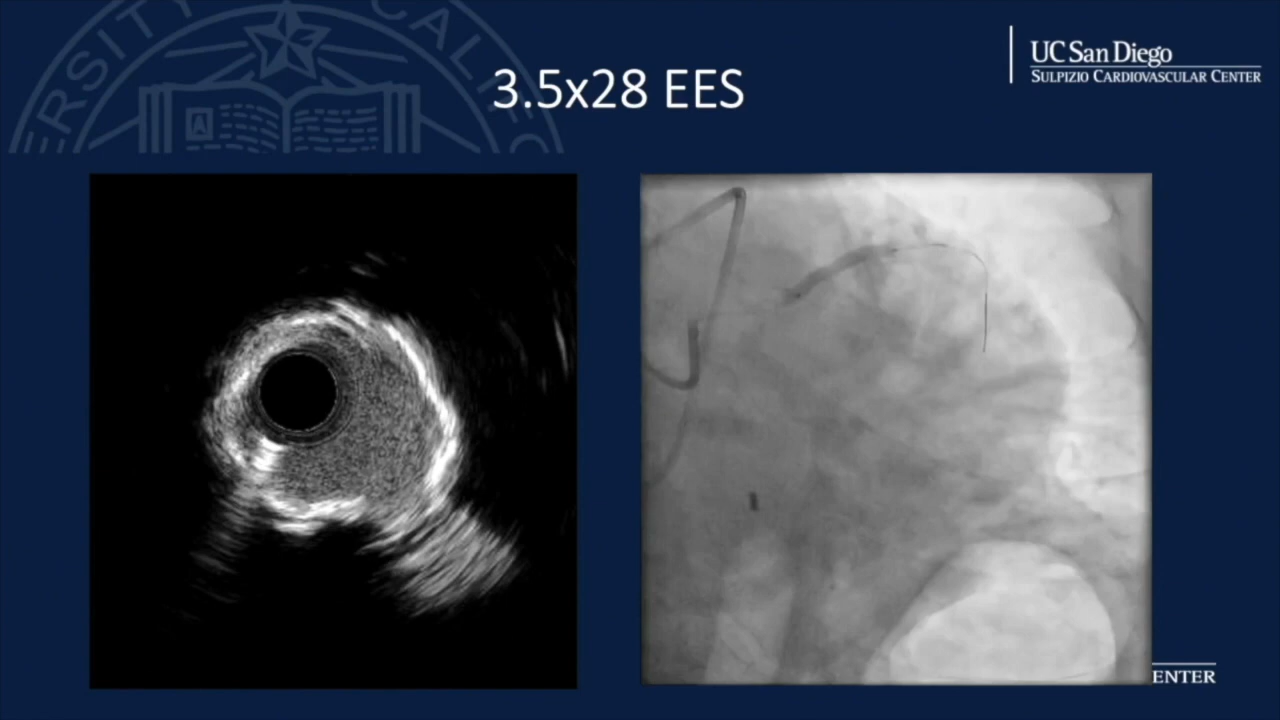 3.5x28 EES
UC San Diego
SULPIZIO CARDIOVASCULAR CENTER
A
ENTER